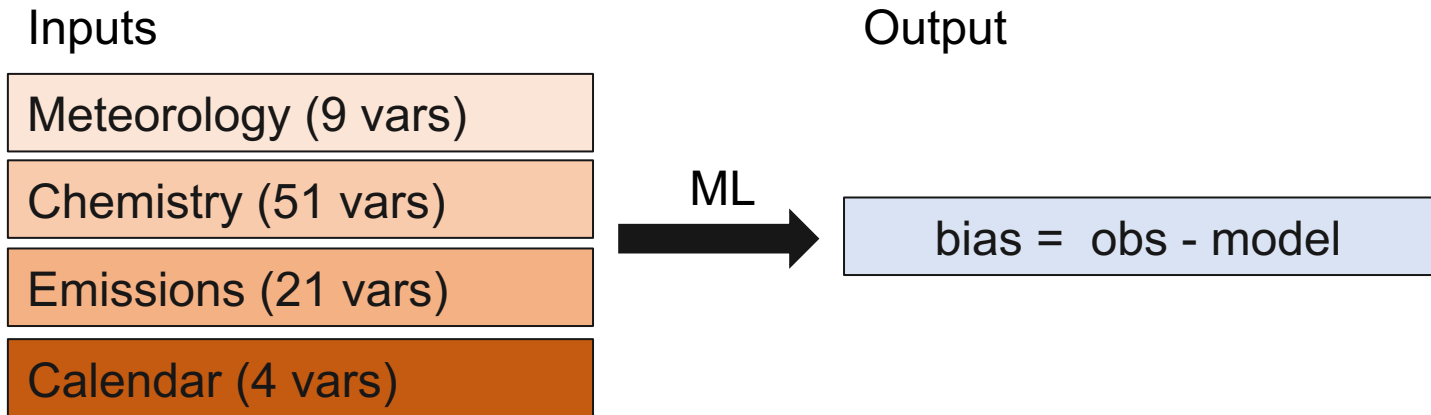 Inputs
Meteorology (9 vars)
Chemistry (51 vars)
Emissions (21 vars)
Calendar (4 vars)
ML
Output
bias = obs - model